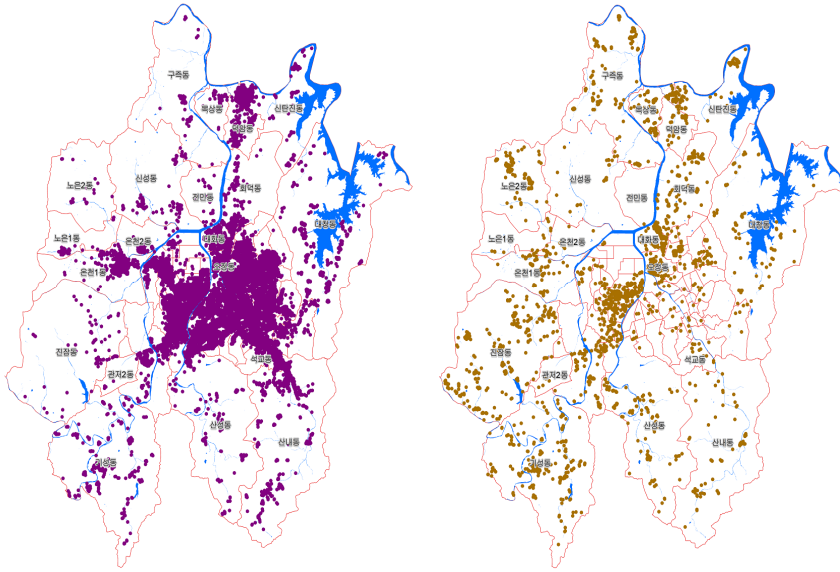 구즉동
목상동
신탄진동
덕암동
신성동
노은2동
전민동
회덕동
대청동
노은1동
온천2동
대화동
오정동
온천1동
진잠동
석교동
관저2동
산성동
산내동
기성동
구즉동
목상동
신탄진동
덕암동
신성동
노은2동
전민동
회덕동
대청동
노은1동
온천2동
대화동
오정동
온천1동
진잠동
석교동
관저2동
산성동
산내동
기성동